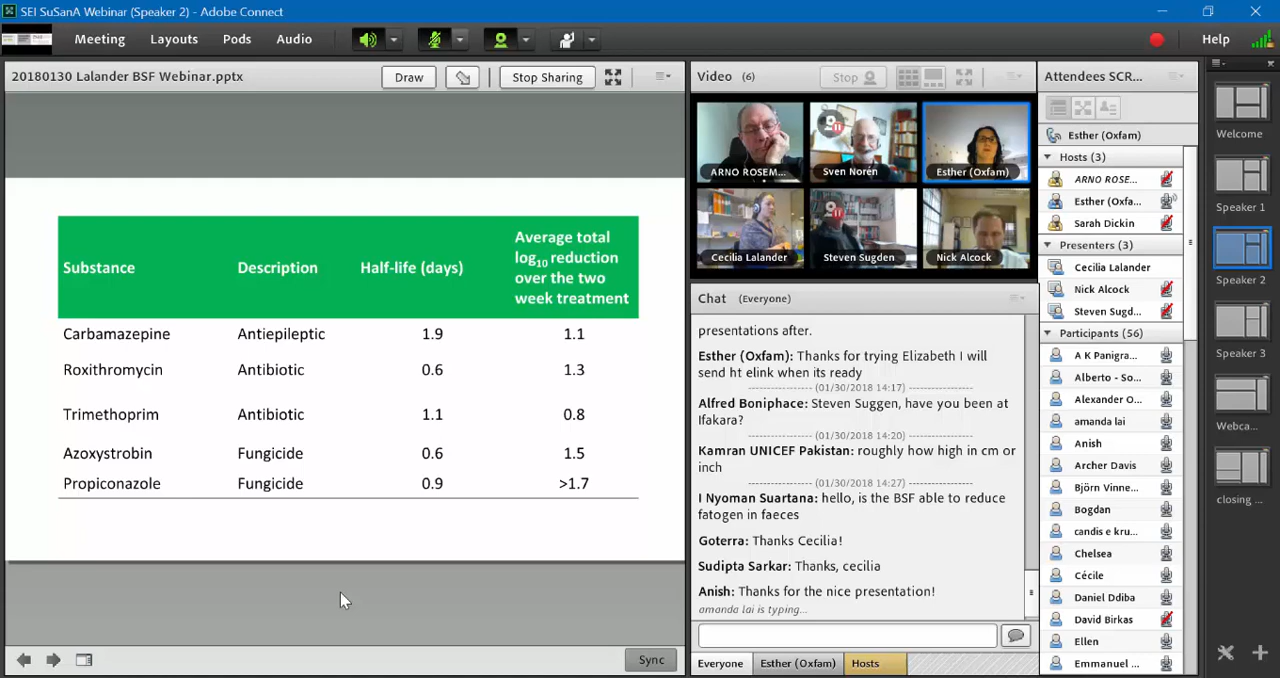 SEI SuSanA Webinar (Speaker 2) - Adobe Connect
Meeting Layouts Pods Audio Help
20180130 Lalander BSF Webinar.pptx Draw Stop Sharing
Substance Description Half-life (days) Average total
log10 reduction
over the two
week treatment
Carbamazepine Antiepileptic 1.9 1.1
Roxithromycin Antibiotic 0.6 1.3
Trimethoprim Antibiotic 1.1 0.8
Azoxystrobin Fungicide 0.6 1.5
Propiconazole Fungicide 0.9 >1.7
Sync
Video (6) Stop
ARNO ROSEM... Sven Norén Esther (Oxfam)
Cecilia Lalander Steven Sugden Nick Alcock
Chat (Everyone)
presentations after.
Esther (Oxfam): Thanks for trying Elizabeth I will
send ht elink when its ready
(01/30/2018 14:17)
Alfred Boniphace: Steven Suggen, have you been at
Ifakara?
(01/30/2018 14:20)
Kamran UNICEF Pakistan: roughly how high in cm or
inch
(01/30/2018 14:27)
I Nyoman Suartana: hello, is the BSF able to reduce
fatogen in faeces
Goterra: Thanks Cecilia!
Sudipta Sarkar: Thanks, cecilia
Anish: Thanks for the nice presentation!
amanda lai is typing...
Everyone Esther (Oxfam) Hosts
Attendees SCR...
Esther (Oxfam)
Hosts (3)
ARNO ROSE...
Esther (Oxfa...
Sarah Dickin
Presenters (3)
Cecilia Lalander
Nick Alcock
Steven Sugd...
Participants (56)
A K Panigra...
Alberto - So...
Alexander O...
amanda lai
Anish
Archer Davis
Björn Vinne...
Bogdan
candis e kru...
Chelsea
Cécile
Daniel Ddiba
David Birkas
Ellen
Emmanuel ...
Welcome
Speaker 1
Speaker 2
Speaker 3
Webca...
closing ...